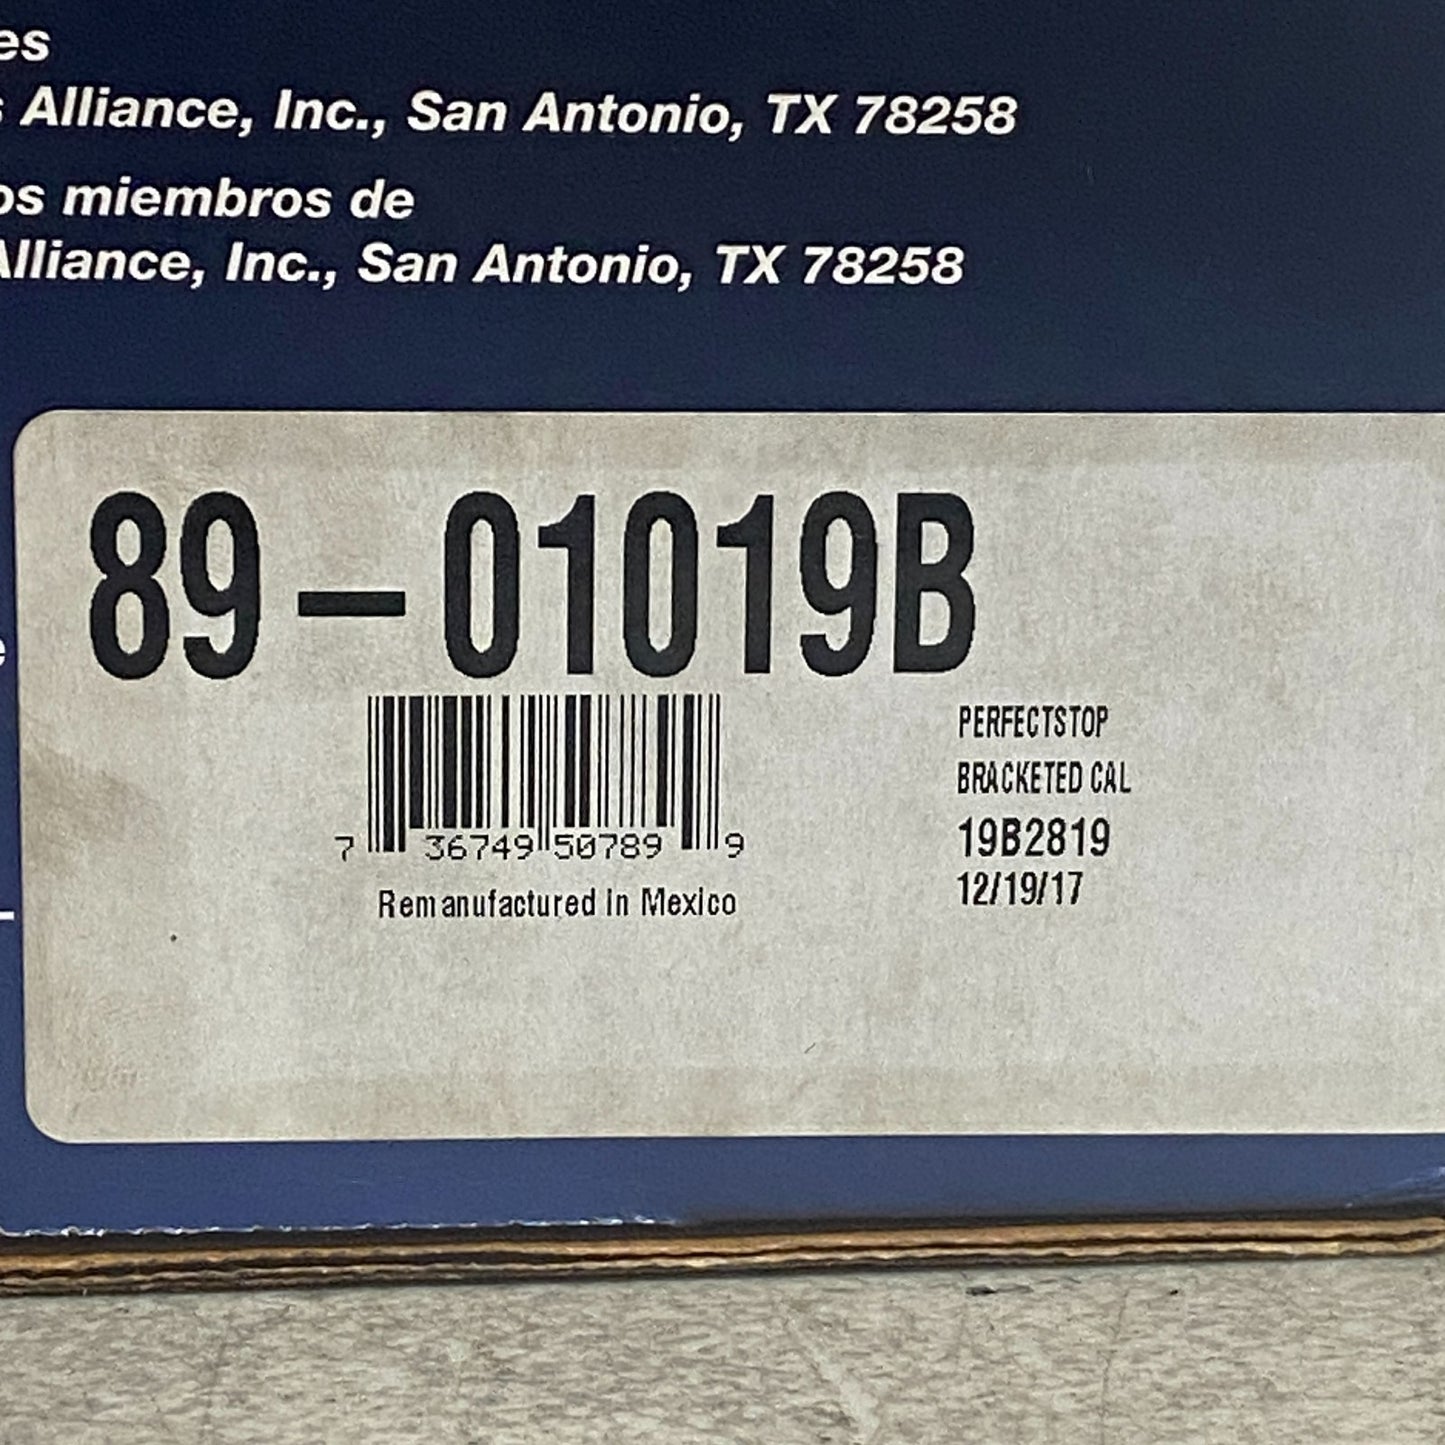 es
Alliance, Inc., San Antonio, TX 78258
os miembros de
Alliance, Inc., San Antonio, TX 78258
89-01019B
7 36749 50789 9
Remanufactured in Mexico
PERFECTSTOP
BRACKETED CAL
19B2819
12/19/17